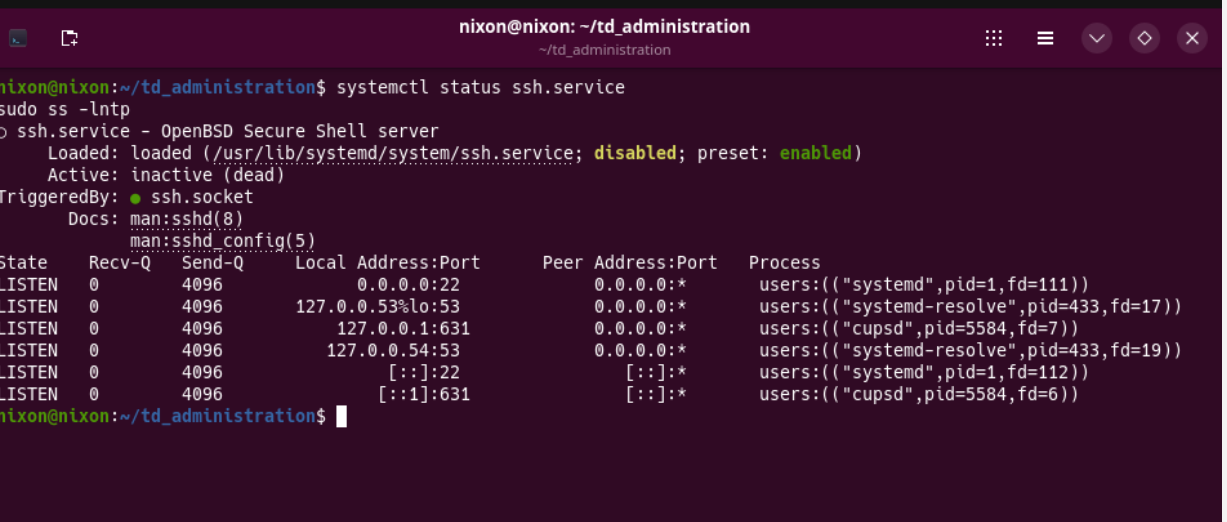 nixon@nixon: ~/td_administration
~/td_administration
nixon@nixon:~/td_administration$ systemctl status ssh.service
sudo ss -lntp
○ ssh.service - OpenBSD Secure Shell server
     Loaded: loaded (/usr/lib/systemd/system/ssh.service; disabled; preset: enabled)
     Active: inactive (dead)
TriggeredBy: ● ssh.socket
       Docs: man:sshd(8)
             man:sshd_config(5)
State    Recv-Q   Send-Q     Local Address:Port      Peer Address:Port   Process
LISTEN   0        4096             0.0.0.0:22             0.0.0.0:*       users:(("systemd",pid=1,fd=111))
LISTEN   0        4096       127.0.0.53%lo:53             0.0.0.0:*       users:(("systemd-resolve",pid=433,fd=17))
LISTEN   0        4096           127.0.0.1:631            0.0.0.0:*       users:(("cupsd",pid=5584,fd=7))
LISTEN   0        4096          127.0.0.54:53             0.0.0.0:*       users:(("systemd-resolve",pid=433,fd=19))
LISTEN   0        4096                [::]:22                [::]:*       users:(("systemd",pid=1,fd=112))
LISTEN   0        4096               [::1]:631               [::]:*       users:(("cupsd",pid=5584,fd=6))
nixon@nixon:~/td_administration$